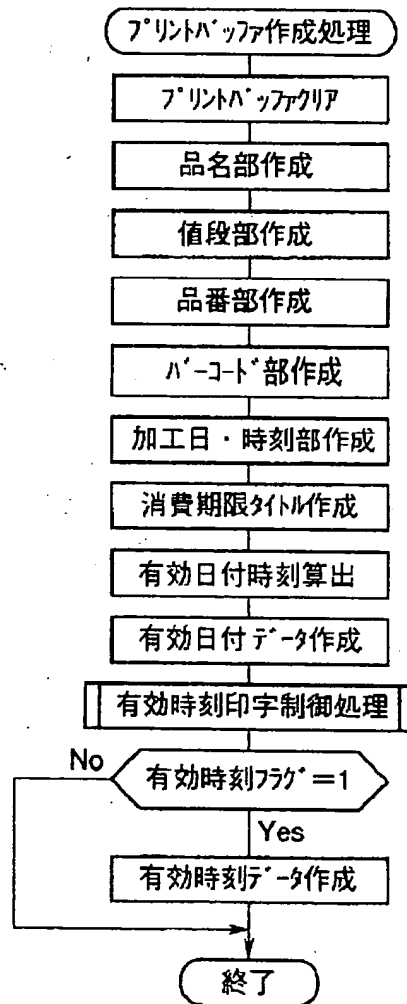 プリントバッファ作成処理
プリントバッファクリア
品名部作成
値段部作成
品番部作成
バーコード部作成
加工日・時刻部作成
消費期限タイトル作成
有効日付時刻算出
有効日付データ作成
有効時刻印字制御処理
No
有効時刻フラグ=1
Yes
有効時刻データ作成
終了